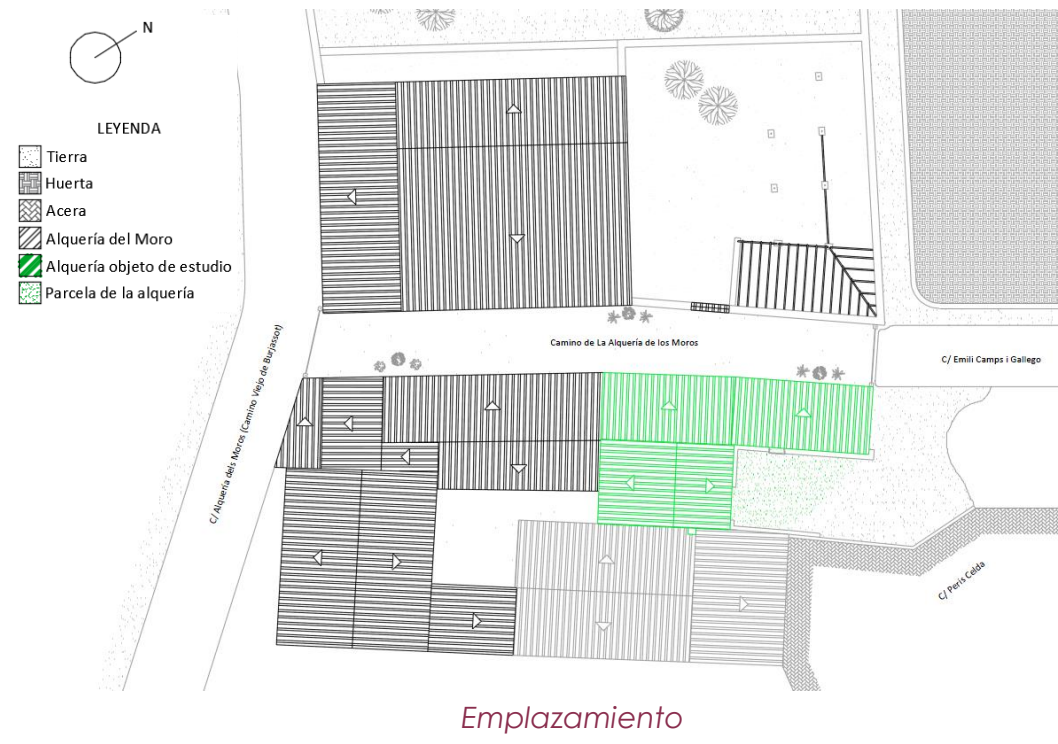 N
LEYENDA
Tierra
Huerta
Acera
Alquería del Moro
Alquería objeto de estudio
Parcela de la alquería
C/ Alquería dels Moros (Camino Viejo de Burjassot)
Camino de La Alquería de los Moros
C/ Emili Camps i Gallego
C/ Peris Celda
Emplazamiento